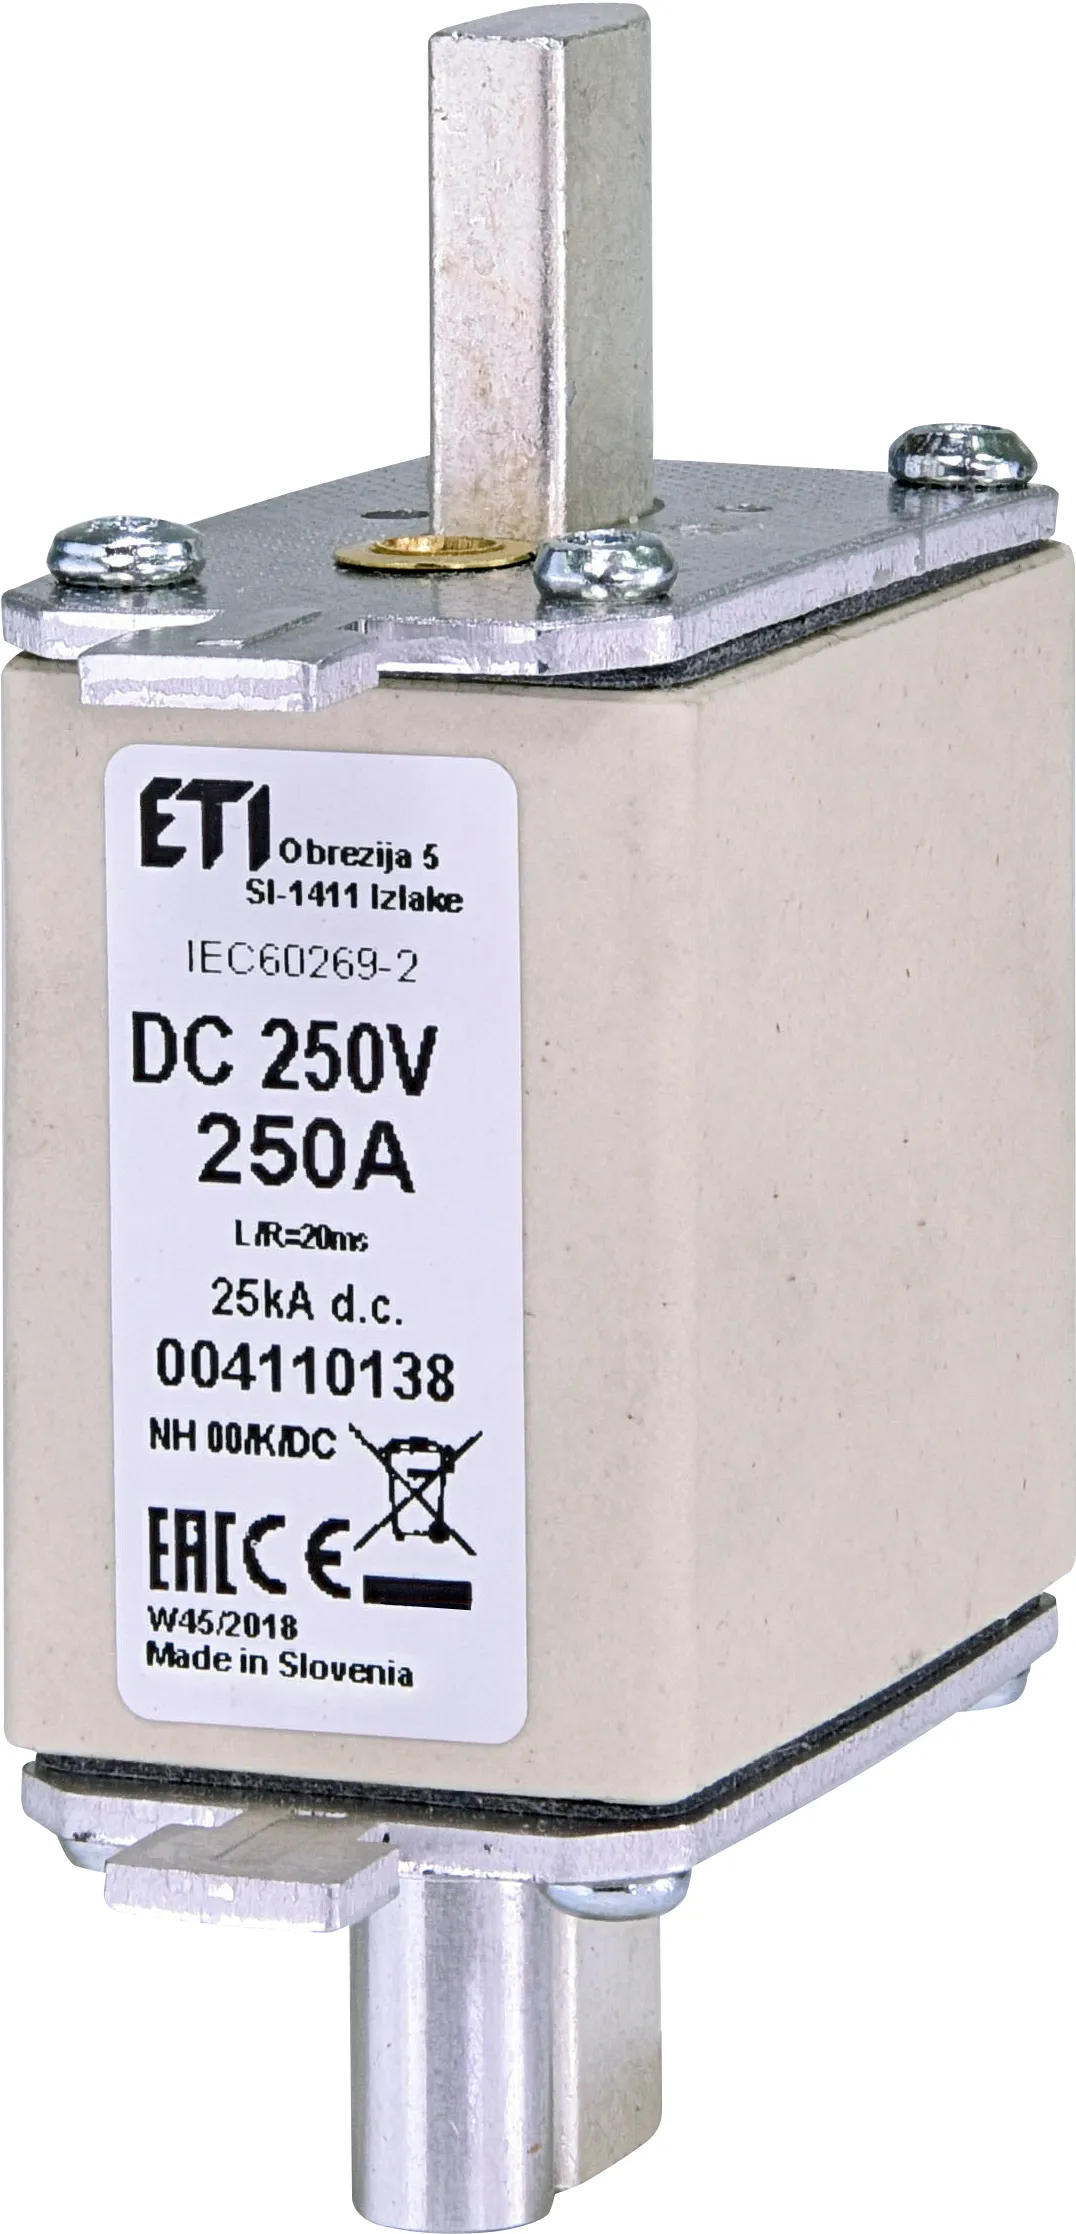 ETI Obrezija 5
SI-1411 Izlake
IEC60269-2
DC 250V
250A
L/R=20ms
25kA d.c.
004110138
NH 00/K/DC
EAC CE
W45/2018
Made in Slovenia